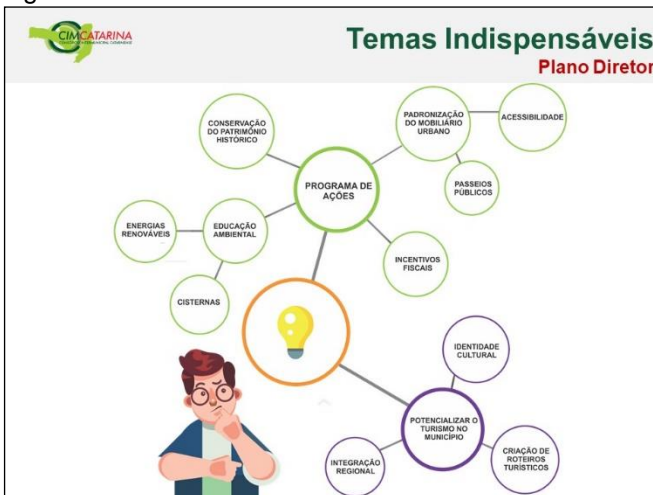 CIMCATARINA
Temas Indispensáveis
Plano Diretor
CONSERVAÇÃO
DO PATRIMÔNIO
HISTÓRICO
PADRONIZAÇÃO
DO MOBILIÁRIO
URBANO
ACESSIBILIDADE
PASSEIOS
PÚBLICOS
PROGRAMA DE
AÇÕES
ENERGIAS
RENOVÁVEIS
EDUCAÇÃO
AMBIENTAL
INCENTIVOS
FISCAIS
CISTERNAS
IDENTIDADE
CULTURAL
POTENCIALIZAR O
TURISMO NO
MUNICÍPIO
INTEGRAÇÃO
REGIONAL
CRIAÇÃO DE
ROTEIROS
TURÍSTICOS